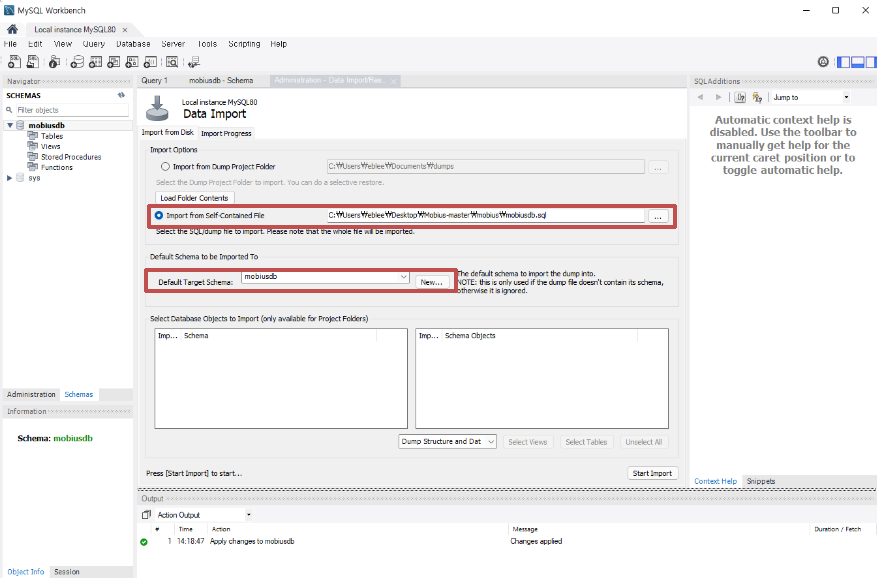 MySQL Workbench
Local instance MySQL80 ×
File Edit View Query Database Server Tools Scripting Help
Navigator
SCHEMAS
Filter objects
mobiusdb
Tables
Views
Stored Procedures
Functions
sys
Administration Schemas
Information
Schema: mobiusdb
Object Info Session
Query 1 mobiusdb - Schema Administration - Data Import/Res... ×
Local instance MySQL80
Data Import
Import from Disk Import Progress
Import Options
Import from Dump Project Folder C:₩Users₩eblee₩Documents₩dumps ...
Select the Dump Project Folder to import. You can do a selective restore.
Load Folder Contents
Import from Self-Contained File C:₩Users₩eblee₩Desktop₩Mobius-master₩mobius₩mobiusdb.sql ...
Select the SQL/dump file to import. Please note that the whole file will be imported.
Default Schema to be Imported To
Default Target Schema: mobiusdb New...
The default schema to import the dump into.
NOTE: this is only used if the dump file doesn't contain its schema,
otherwise it is ignored.
Select Database Objects to Import (only available for Project Folders)
Imp... Schema
Imp... Schema Objects
Dump Structure and Dat Select Views Select Tables Unselect All
Press [Start Import] to start...
Start Import
Output
Action Output
# Time Action Message Duration / Fetch
1 14:18:47 Apply changes to mobiusdb Changes applied
SQLAdditions
Jump to
Automatic context help is
disabled. Use the toolbar to
manually get help for the
current caret position or to
toggle automatic help.
Context Help Snippets